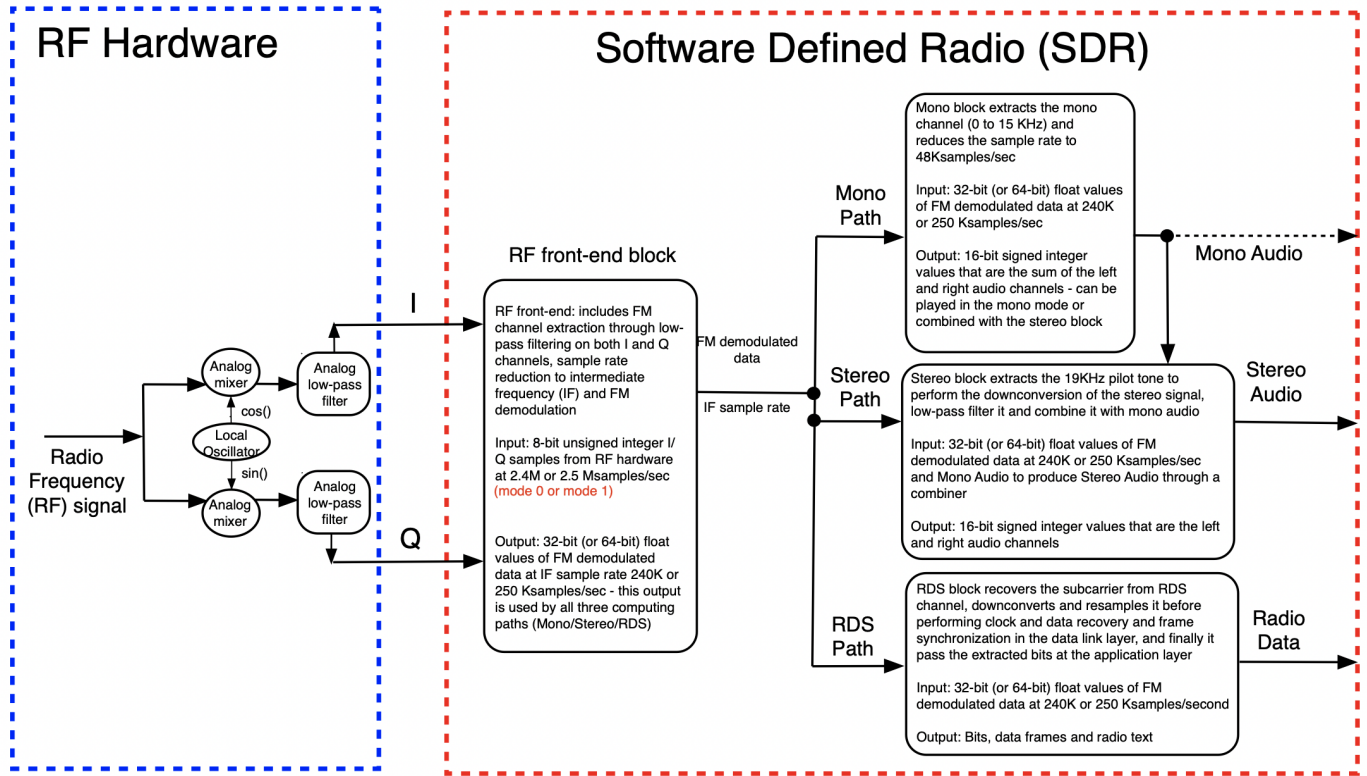 RF Hardware
Software Defined Radio (SDR)
Radio
Frequency
(RF) signal
Analog
mixer
cos()
Local
Oscillator
sin()
Analog
mixer
Analog
low-pass
filter
Analog
low-pass
filter
I
Q
RF front-end block
RF front-end: includes FM
channel extraction through low-
pass filtering on both I and Q
channels, sample rate
reduction to intermediate
frequency (IF) and FM
demodulation
Input: 8-bit unsigned integer I/
Q samples from RF hardware
at 2.4M or 2.5 Msamples/sec
(mode 0 or mode 1)
Output: 32-bit (or 64-bit) float
values of FM demodulated
data at IF sample rate 240K or
250 Ksamples/sec - this output
is used by all three computing
paths (Mono/Stereo/RDS)
FM demodulated
data
IF sample rate
Mono
Path
Mono block extracts the mono
channel (0 to 15 KHz) and
reduces the sample rate to
48Ksamples/sec
Input: 32-bit (or 64-bit) float values
of FM demodulated data at 240K
or 250 Ksamples/sec
Output: 16-bit signed integer
values that are the sum of the left
and right audio channels - can be
played in the mono mode or
combined with the stereo block
Mono Audio
Stereo
Path
Stereo block extracts the 19KHz pilot tone to
perform the downconversion of the stereo signal,
low-pass filter it and combine it with mono audio
Input: 32-bit (or 64-bit) float values of FM
demodulated data at 240K or 250 Ksamples/sec
and Mono Audio to produce Stereo Audio through a
combiner
Output: 16-bit signed integer values that are the left
and right audio channels
Stereo
Audio
RDS
Path
RDS block recovers the subcarrier from RDS
channel, downconverts and resamples it before
performing clock and data recovery and frame
synchronization in the data link layer, and finally it
pass the extracted bits at the application layer
Input: 32-bit (or 64-bit) float values of FM
demodulated data at 240K or 250 Ksamples/second
Output: Bits, data frames and radio text
Radio
Data